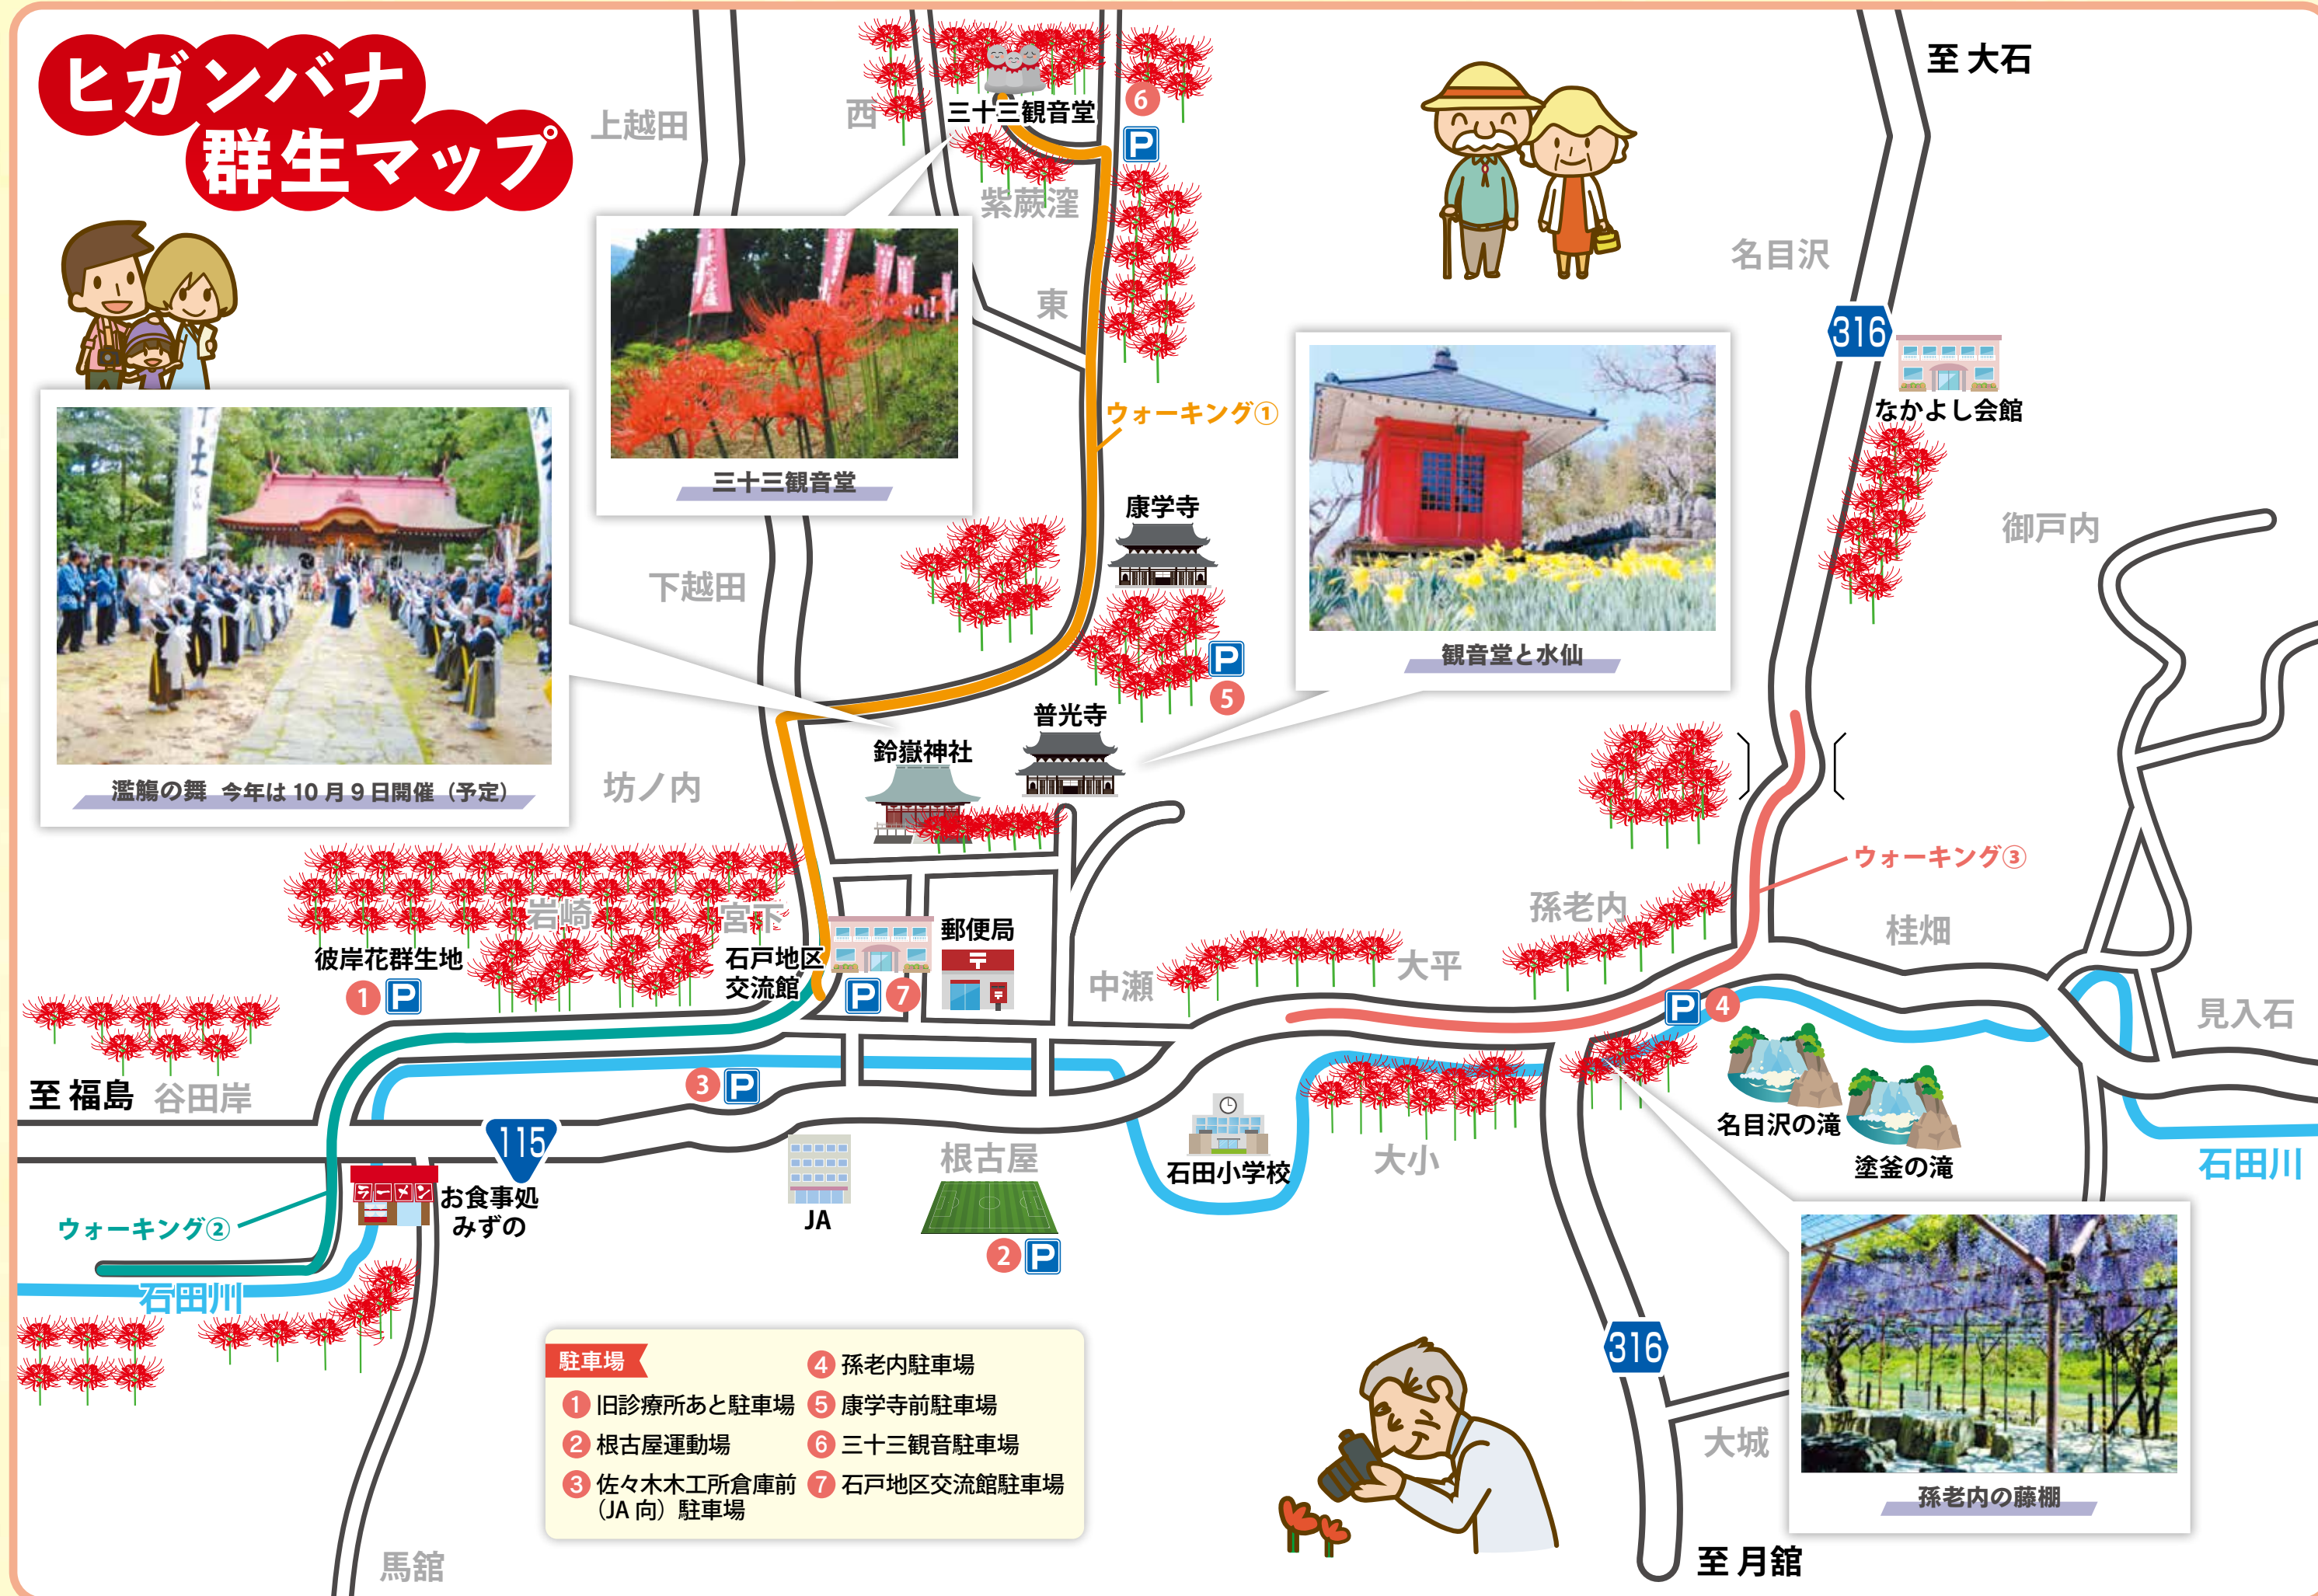 ヒガンバナ
群生マップ
上越田
西
三十三観音堂
6
P
紫蕨窪
東
至 大石
名目沢
316
なかよし会館
御戸内
ウォーキング①
三十三観音堂
康学寺
P
5
観音堂と水仙
下越田
普光寺
鈴嶽神社
濫觴の舞 今年は 10 月 9 日開催（予定）
坊ノ内
岩崎
宮下
彼岸花群生地
1 P
石戸地区
交流館
P 7
郵便局
〒
中瀬
大平
孫老内
ウォーキング③
桂畑
見入石
P 4
至 福島
谷田岸
3 P
115
ラーメン
お食事処
みずの
ウォーキング②
石田川
JA
根古屋
2 P
石田小学校
大小
名目沢の滝
塗釜の滝
石田川
316
大城
孫老内の藤棚
至 月舘
馬舘
駐車場
1 旧診療所あと駐車場
2 根古屋運動場
3 佐々木木工所倉庫前
（JA 向）駐車場
4 孫老内駐車場
5 康学寺前駐車場
6 三十三観音駐車場
7 石戸地区交流館駐車場